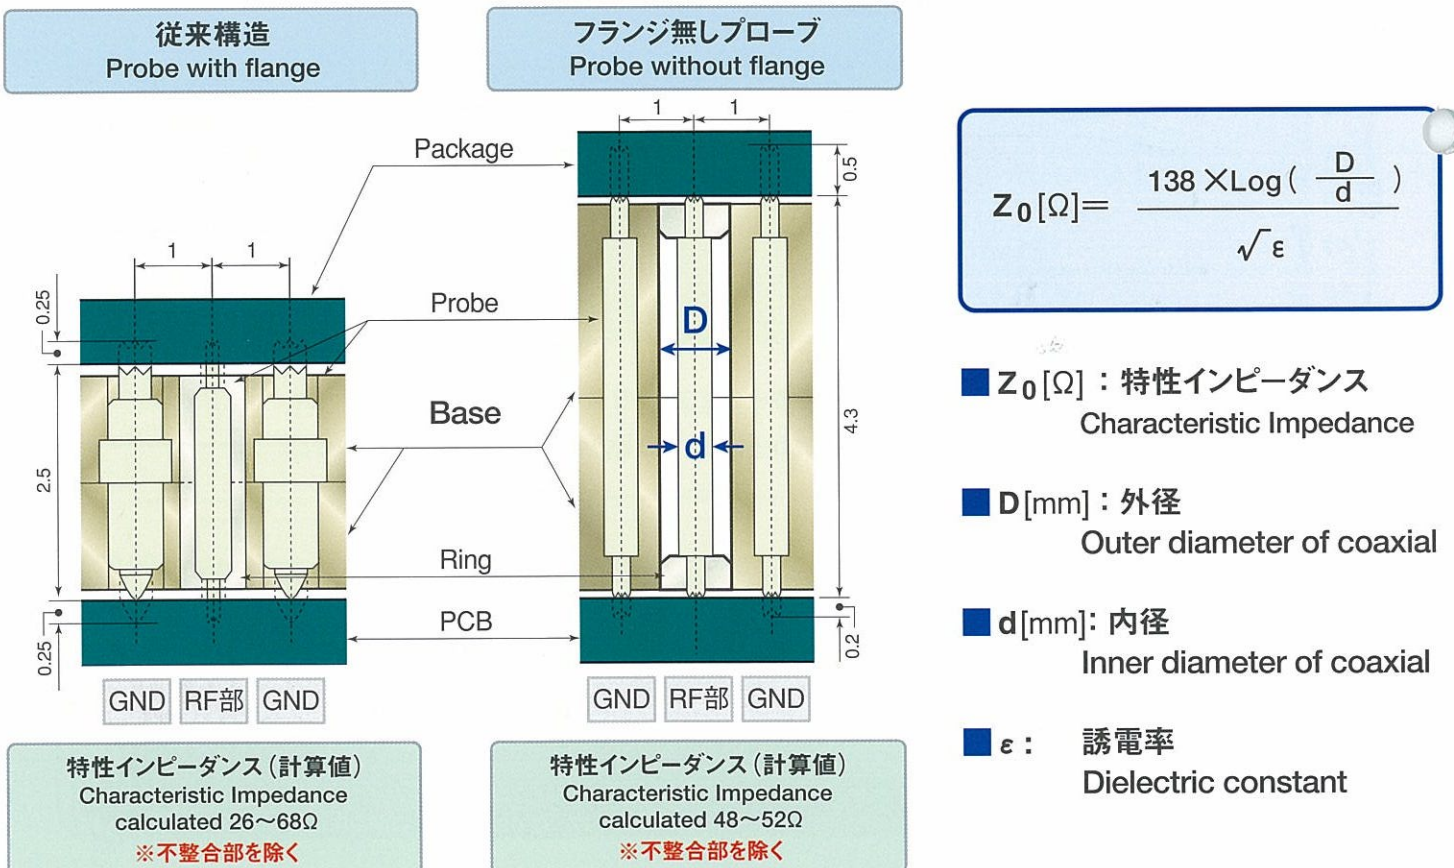 従来構造
Probe with flange
フランジ無しプローブ
Probe without flange
1
1
0.25
2.5
0.25
Package
Probe
Base
Ring
PCB
1
1
0.5
D
d
4.3
0.2
GND
RF部
GND
GND
RF部
GND
特性インピーダンス(計算値)
Characteristic Impedance
calculated 26〜68Ω
※不整合部を除く
特性インピーダンス(計算値)
Characteristic Impedance
calculated 48〜52Ω
※不整合部を除く
Z0[Ω]= 138×Log( D/d ) / √ε
Z0[Ω]:特性インピーダンス
Characteristic Impedance
D[mm]:外径
Outer diameter of coaxial
d[mm]:内径
Inner diameter of coaxial
ε: 誘電率
Dielectric constant